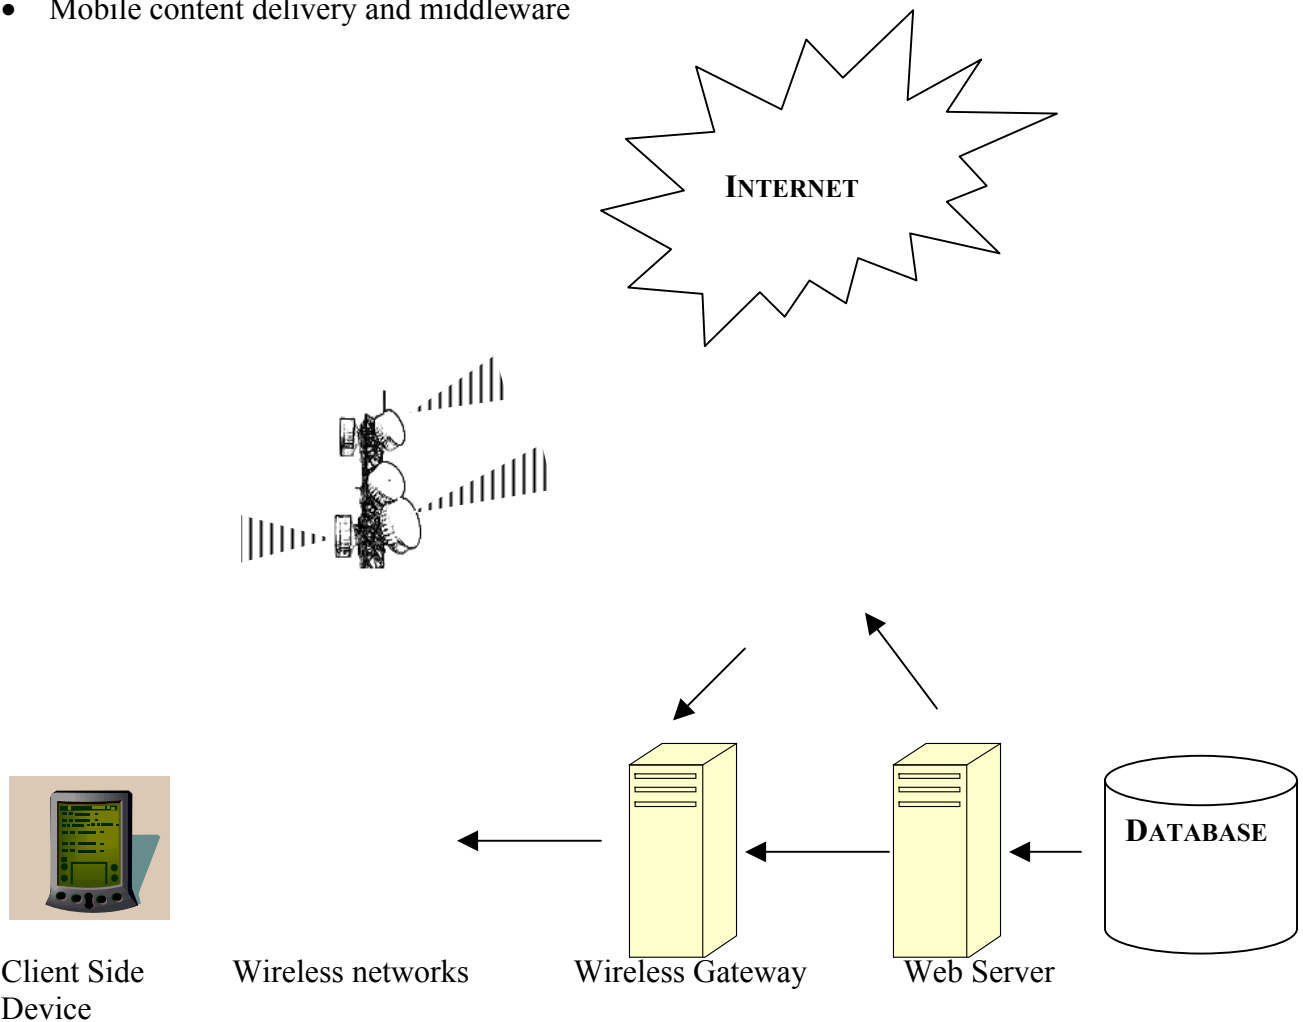 • Mobile content delivery and middleware
INTERNET
DATABASE
Client Side Device
Wireless networks
Wireless Gateway
Web Server